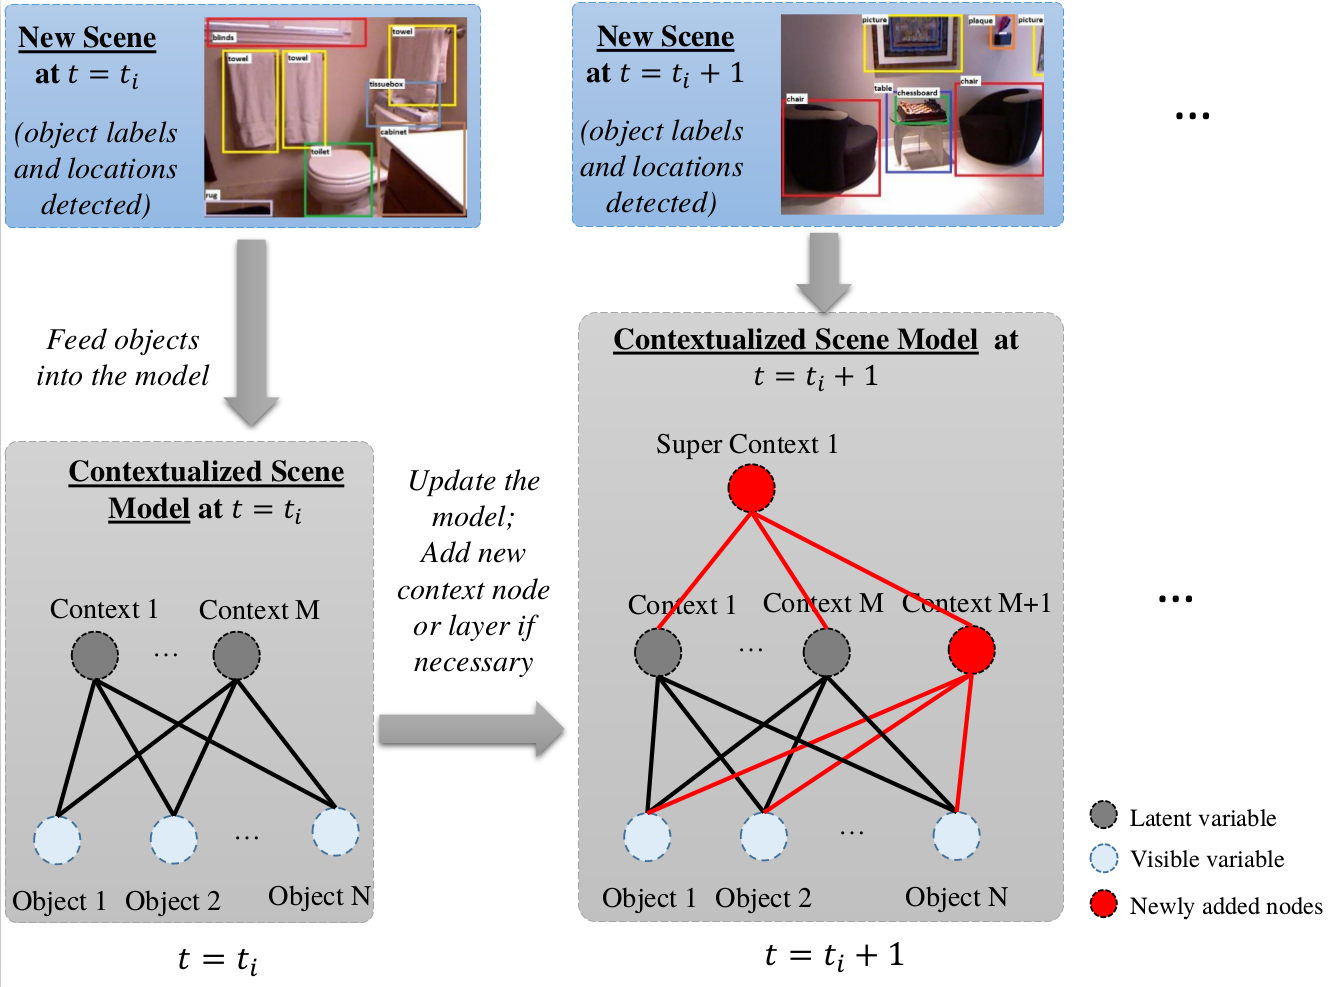 New Scene
at t = t_i
(object labels
and locations
detected)
blinds
towel
towel
towel
tissuebox
cabinet
toilet
rug
New Scene
at t = t_i + 1
(object labels
and locations
detected)
picture
plaque
picture
chair
table
chessboard
chair
...
Feed objects
into the model
Contextualized Scene
Model at t = t_i
Context 1
Context M
...
...
Object 1
Object 2
Object N
t = t_i
Update the
model;
Add new
context node
or layer if
necessary
Contextualized Scene Model at
t = t_i + 1
Super Context 1
Context 1
Context M
Context M+1
...
...
Object 1
Object 2
Object N
t = t_i + 1
...
Latent variable
Visible variable
Newly added nodes